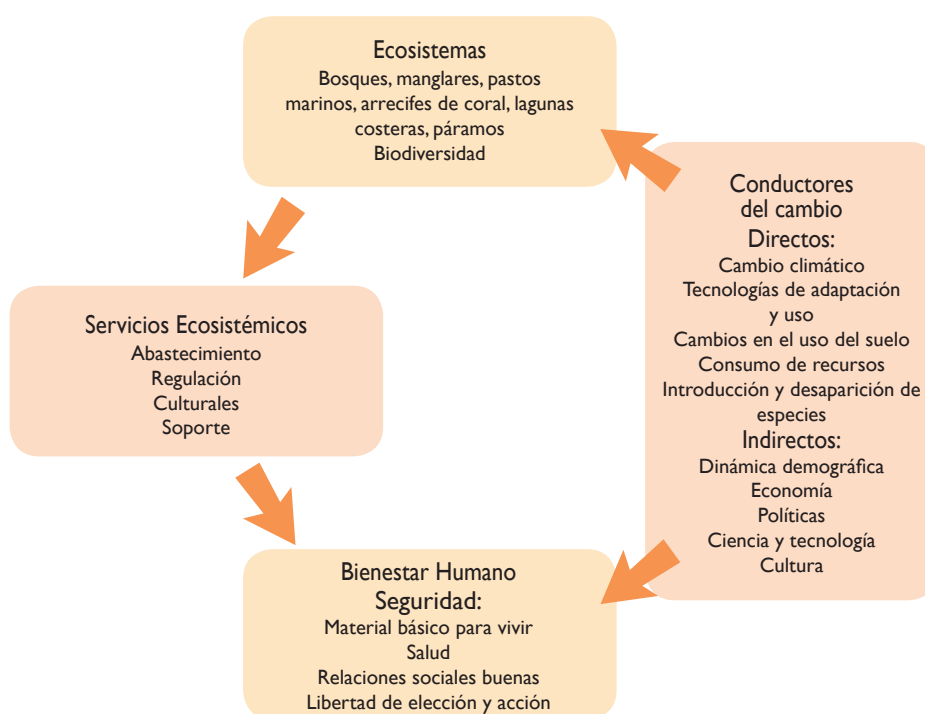 Ecosistemas
Bosques, manglares, pastos
marinos, arrecifes de coral, lagunas
costeras, páramos
Biodiversidad
Conductores
del cambio
Directos:
Cambio climático
Tecnologías de adaptación
y uso
Cambios en el uso del suelo
Consumo de recursos
Introducción y desaparición de
especies
Indirectos:
Dinámica demográfica
Economía
Políticas
Ciencia y tecnología
Cultura
Servicios Ecosistémicos
Abastecimiento
Regulación
Culturales
Soporte
Bienestar Humano
Seguridad:
Material básico para vivir
Salud
Relaciones sociales buenas
Libertad de elección y acción